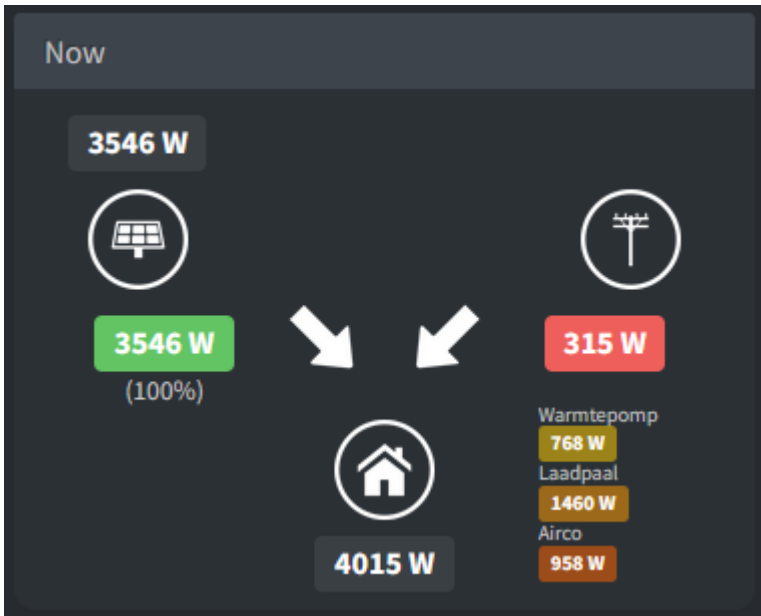 Now
3546 W
3546 W
(100%)
315 W
Warmtepomp
768 W
Laadpaal
1460 W
Airco
958 W
4015 W